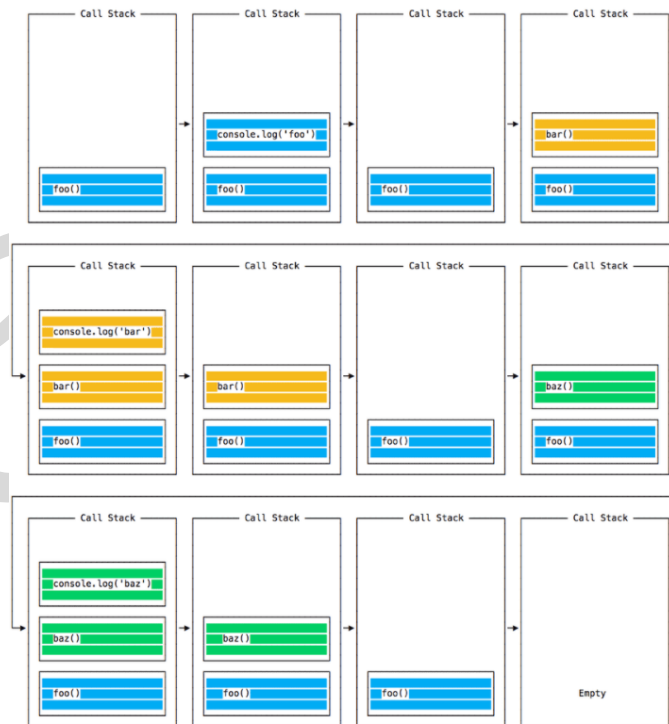 Call Stack
Call Stack
Call Stack
Call Stack
console.log('foo')
bar()
foo()
foo()
foo()
foo()
Call Stack
Call Stack
Call Stack
Call Stack
console.log('bar')
bar()
bar()
baz()
foo()
foo()
foo()
foo()
Call Stack
Call Stack
Call Stack
Call Stack
console.log('baz')
baz()
baz()
foo()
foo()
foo()
Empty